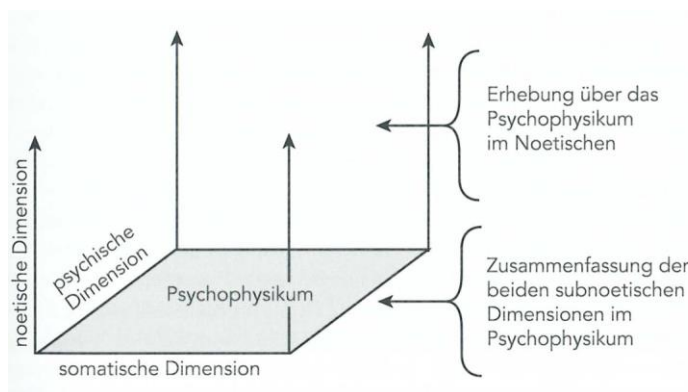 Erhebung über das
Psychophysikum
im Noetischen
noetische Dimension
psychische
Dimension
Psychophysikum
somatische Dimension
Zusammenfassung der
beiden subnoetischen
Dimensionen im
Psychophysikum